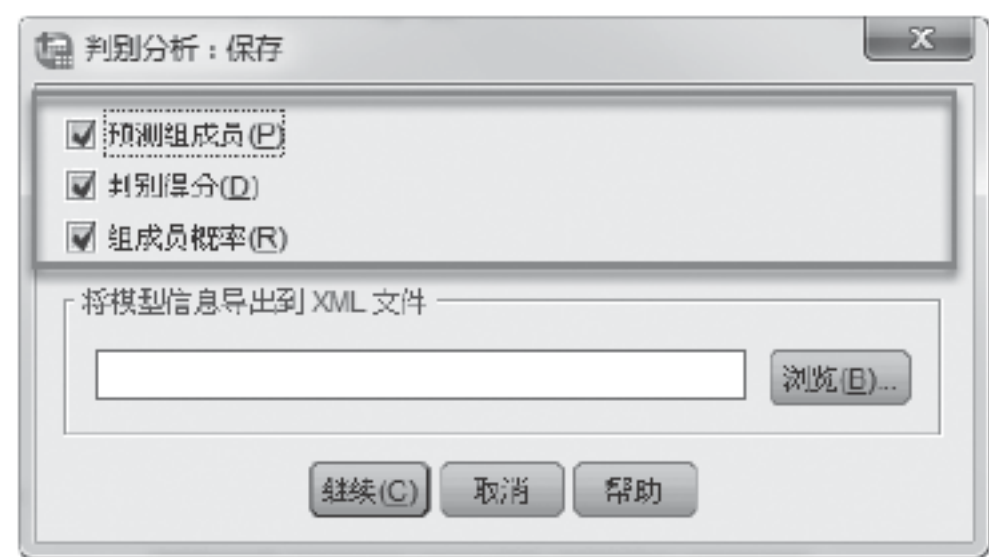 判别分析：保存
预测组成员(P)
判别得分(D)
组成员概率(R)
将模型信息导出到 XML 文件
浏览(B)...
继续(C) 取消 帮助